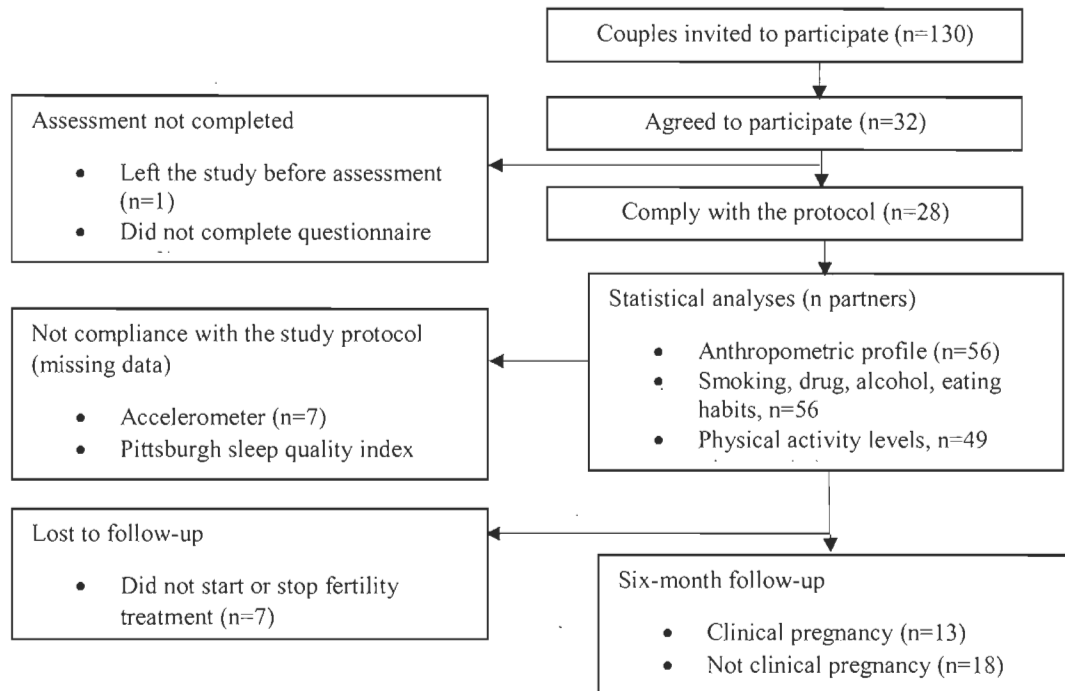 Couples invited to participate (n=130)
Agreed to participate (n=32)
Assessment not completed
• Left the study before assessment
(n=1)
• Did not complete questionnaire
Comply with the protocol (n=28)
Statistical analyses (n partners)
• Anthropometric profile (n=56)
• Smoking, drug, alcohol, eating
habits, n=56
• Physical activity levels, n=49
Not compliance with the study protocol
(missing data)
• Accelerometer (n=7)
• Pittsburgh sleep quality index
Lost to follow-up
• Did not start or stop fertility
treatment (n=7)
Six-month follow-up
• Clinical pregnancy (n=13)
• Not clinical pregnancy (n=18)